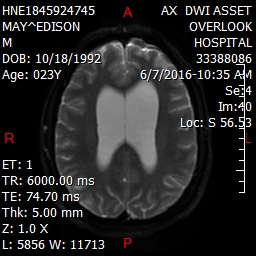 HNE1845924745
AX DWI ASSET
MAY^EDISON
OVERLOOK
M
HOSPITAL
DOB: 10/18/1992
33388086
Age: 023Y
6/7/2016-10:35 AM
Se:4
Im:40
Loc: S 56.53
A
R
L
ET: 1
TR: 6000.00 ms
TE: 74.70 ms
Thk: 5.00 mm
Z: 1.0 X
L: 5856 W: 11713
P